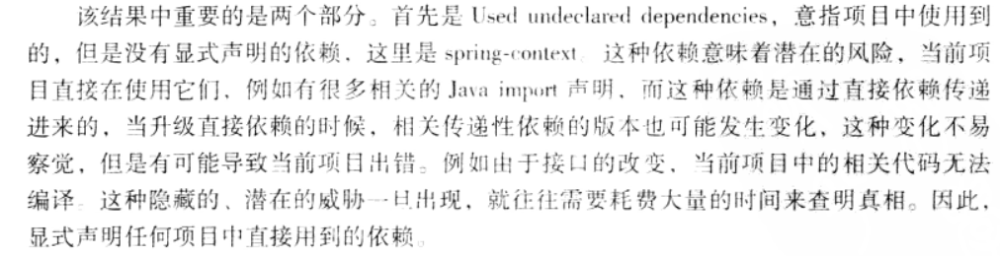 该结果中重要的是两个部分。首先是 Used undeclared dependencies，意指项目中使用到
的，但是没有显式声明的依赖，这里是 spring-context。这种依赖意味着潜在的风险，当前项
目直接在使用它们，例如有很多相关的 Java import 声明，而这种依赖是通过直接依赖传递
进来的，当升级直接依赖的时候，相关传递性依赖的版本也可能发生变化，这种变化不易
察觉，但是有可能导致当前项目出错。例如由于接口的改变，当前项目中的相关代码无法
编译。这种隐藏的、潜在的威胁一旦出现，就往往需要耗费大量的时间来查明真相。因此，
显式声明任何项目中直接用到的依赖。